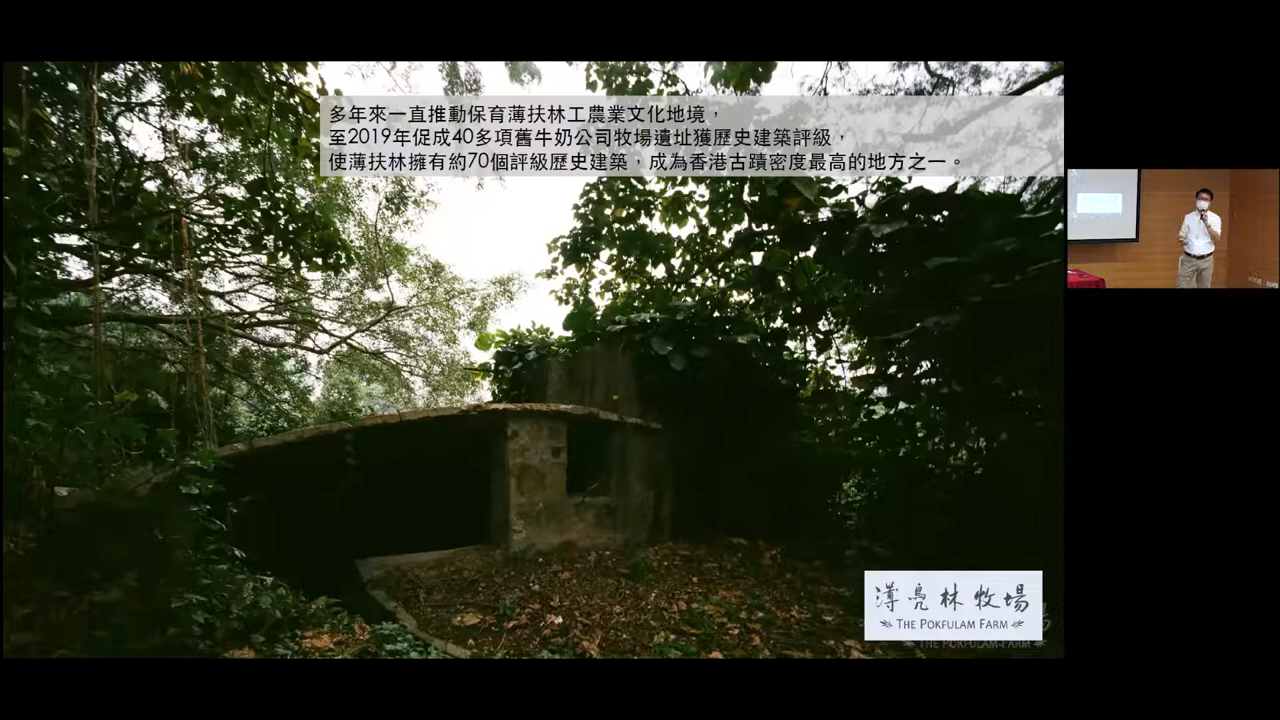 多年來一直推動保育薄扶林工農業文化地境，
至2019年促成40多項舊牛奶公司牧場遺址獲歷史建築評級，
使薄扶林擁有約70個評級歷史建築，成為香港古蹟密度最高的地方之一。
薄鳧林牧場
THE POKFULAM FARM
THE POKFULAM FARM